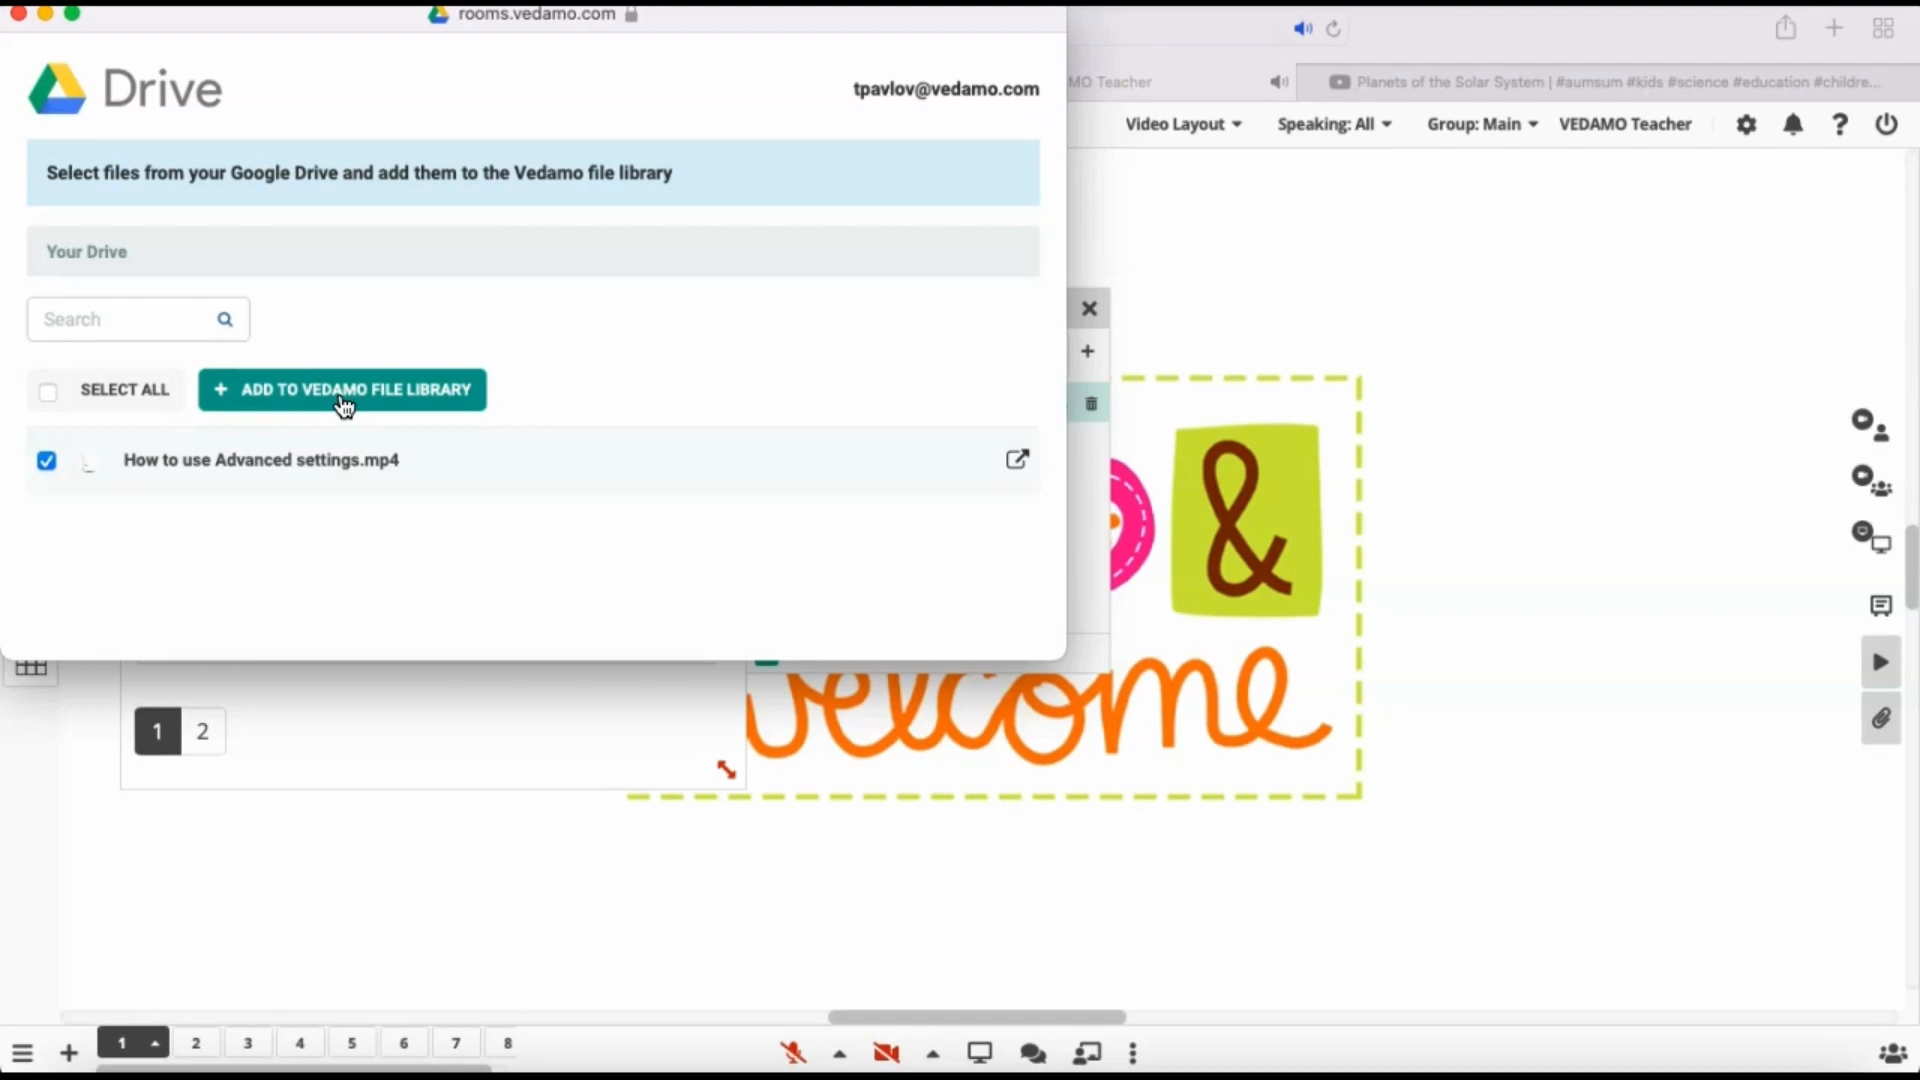 rooms.vedamo.com
Drive
tpavlov@vedamo.com
MO Teacher
Planets of the Solar System | #aumsum #kids #science #education #childre...
Video Layout
Speaking: All
Group: Main
VEDAMO Teacher
Select files from your Google Drive and add them to the Vedamo file library
Your Drive
Search
SELECT ALL
+ ADD TO VEDAMO FILE LIBRARY
How to use Advanced settings.mp4
&
welcome
1 2
1 2 3 4 5 6 7 8